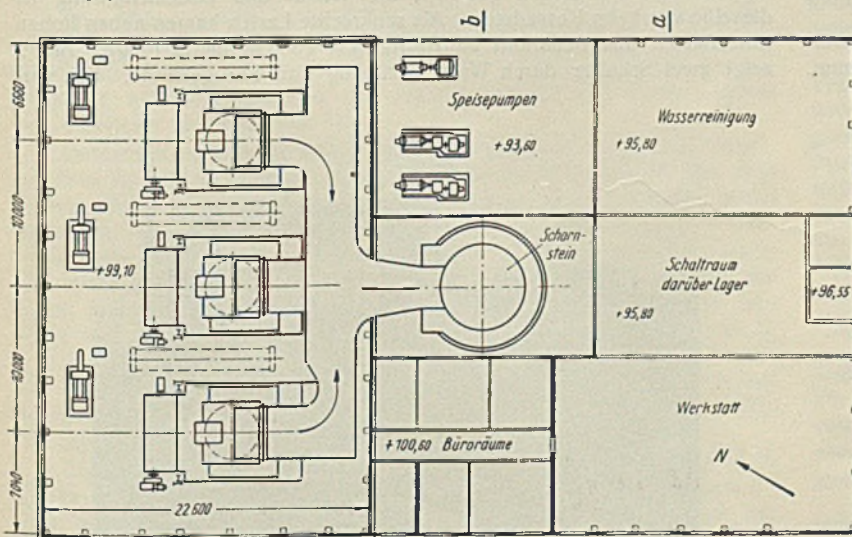 b
a
Speisepumpen
+93,60
Wasserreinigung
+95,80
6660
10000
+99,10
Schorn-
stein
Schaltraum
darüber Lager
+95,80
+96,55
10000
Werkstatt
+100,60 Büroräume
N
7040
22600